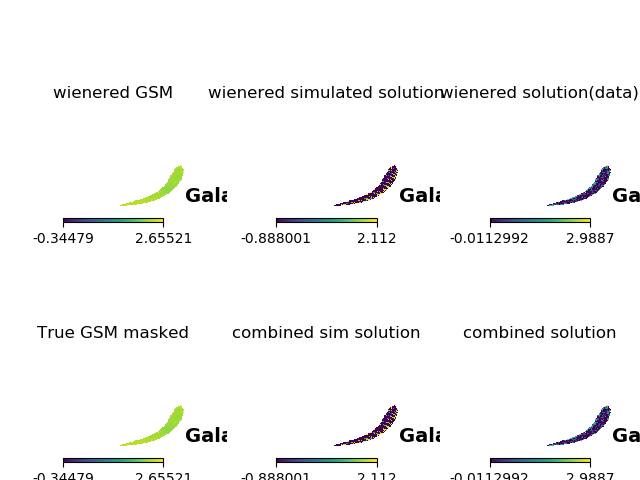 wienered GSM
wienered simulated solution
wienered solution(data)
Gala
Gala
Ga
-0.34479 2.65521
-0.888001 2.112
-0.0112992 2.9887
True GSM masked
combined sim solution
combined solution
Gala
Gala
Ga
-0.34479 2.65521
-0.888001 2.112
-0.0112992 2.9887